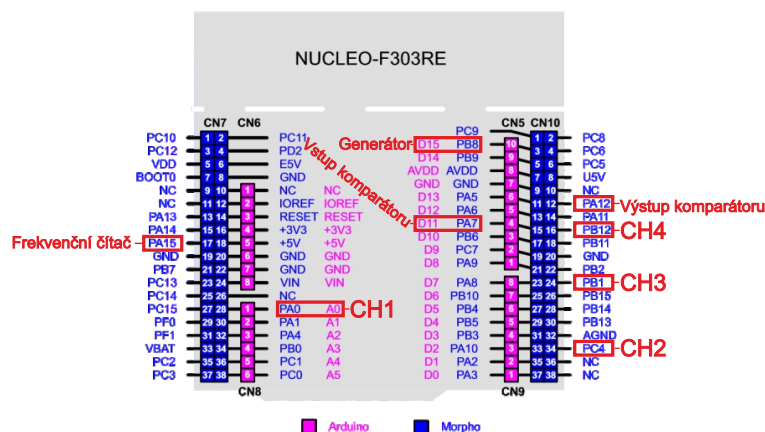 NUCLEO-F303RE
CN7 CN6 CN5 CN10
PC10 1 2 PC11
PC12 3 4 PD2
VDD 5 6 E5V
BOOT0 7 8 GND
NC 9 10 1 NC NC
NC 11 12 2 IOREF IOREF
PA13 13 14 3 RESET RESET
PA14 15 16 4 +3V3 +3V3
Frekvenční čítač PA15 17 18 5 +5V +5V
GND 19 20 6 GND GND
PB7 21 22 7 GND GND
PC13 23 24 8 VIN VIN
PC14 25 26 NC
PC15 27 28 1 PA0 A0 CH1
PF0 29 30 2 PA1 A1
PF1 31 32 3 PA4 A2
VBAT 33 34 4 PB0 A3
PC2 35 36 5 PC1 A4
PC3 37 38 6 PC0 A5
CN8
Vstup komparátoru
PC9 1 2 PC8
Generátor D15 PB8 10 3 4 PC6
D14 PB9 9 5 6 PC5
AVDD AVDD 8 7 8 U5V
GND GND 7 9 10 NC
D13 PA5 6 11 12 PA12 Výstup komparátoru
D12 PA6 5 13 14 PA11
D11 PA7 4 15 16 PB12 CH4
D10 PB6 3 17 18 PB11
D9 PC7 2 19 20 GND
D8 PA9 1 21 22 PB2
D7 PA8 8 23 24 PB1 CH3
D6 PB10 7 25 26 PB15
D5 PB4 6 27 28 PB14
D4 PB5 5 29 30 PB13
D3 PB3 4 31 32 AGND
D2 PA10 3 33 34 PC4 CH2
D1 PA2 2 35 36 NC
D0 PA3 1 37 38 NC
CN9
Arduino Morpho